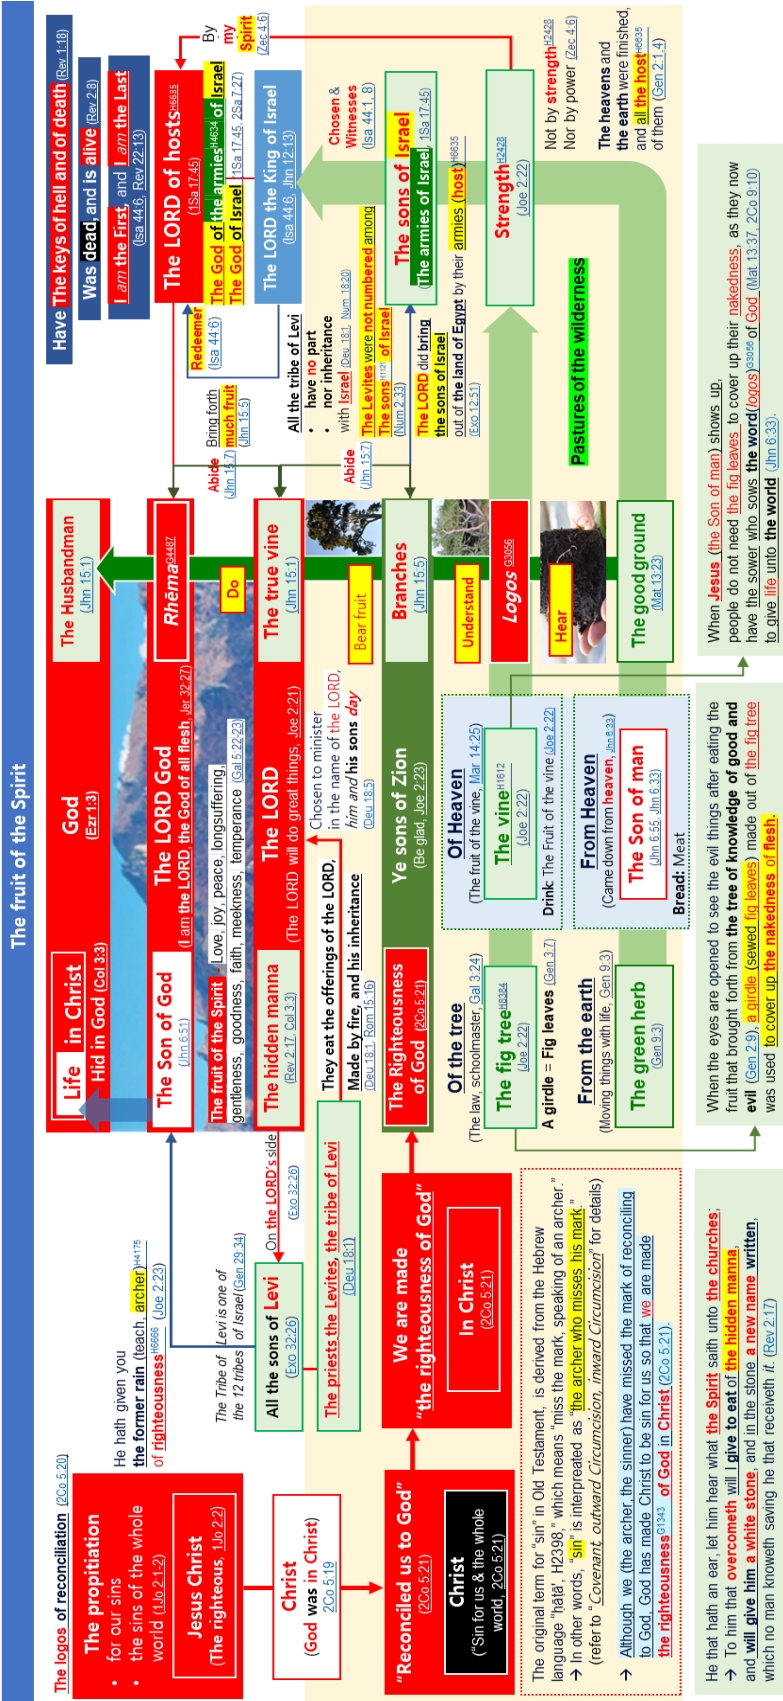 The fruit of the Spirit
The logos of reconciliation (2Co 5:20)
The propitiation
• for our sins
• the sins of the whole
world (1Jo 2:1-2)
Jesus Christ
(The righteous, 1Jo 2:2)
Christ
(God was in Christ)
2Co 5:19
"Reconciled us to God"
(2Co 5:21)
Christ
("Sin for us & the whole
world, 2Co 5:21)
He hath given you
the former rain (teach, archer)H4175
of righteousnessH6666 (Joe 2:23)
The Tribe of Levi is one of
the 12 tribes of Israel (Gen 29:34)
All the sons of Levi
(Exo 32:26)
On the LORD's side
(Exo 32:26)
The priests the Levites, the tribe of Levi
(Deu 18:1)
We are made
"the righteousness of God"
In Christ
(2Co 5:21)
The original term for "sin" in Old Testament, is derived from the Hebrew
language "ḥāṭā', H2398," which means "miss the mark, speaking of an archer."
→ In other words, "sin" is interpreated as "the archer who misses his mark."
(refer to "Covenant, outward Circumcision, inward Circumcision" for details)
→ Although we (the archer, the sinner) have missed the mark of reconciling
to God, God has made Christ to be sin for us so that we are made
the righteousnessG1343 of God in Christ (2Co 5:21).
He that hath an ear, let him hear what the Spirit saith unto the churches;
→ To him that overcometh will I give to eat of the hidden manna,
and will give him a white stone, and in the stone a new name written,
which no man knoweth saving he that receiveth it. (Rev 2:17)
Life in Christ
Hid in God (Col 3:3)
God
(Ezr 1:3)
The Husbandman
(Jhn 15:1)
The Son of God
(Jhn 6:51)
The LORD God
(I am the LORD, the God of all flesh, Jer 32:27)
RhēmaG4487
The fruit of the Spirit - Love, joy, peace, longsuffering,
gentleness, goodness, faith, meekness, temperance (Gal 5:22-23)
Do
The hidden manna
(Rev 2:17, Col 3:3)
The LORD
(The LORD will do great things, Joe 2:21)
The true vine
(Jhn 15:1)
They eat the offerings of the LORD,
Made by fire, and his inheritance
(Deu 18:1, Rom 15:16)
Chosen to minister
in the name of the LORD,
him and his sons day
(Deu 18:5)
Bear fruit
The Righteousness
of God (2Co 5:21)
Ye sons of Zion
(Be glad, Joe 2:23)
Branches
(Jhn 15:5)
Of the tree
(The law, schoolmaster, Gal 3:24)
The fig treeH8384
(Joe 2:22)
A girdle = Fig leaves (Gen 3:7)
From the earth
(Moving things with life, Gen 9:3)
The green herb
(Gen 9:3)
Of Heaven
(The fruit of the vine, Mar 14:25)
The vineH1612
(Joe 2:22)
Drink: The Fruit of the vine (Joe 2:22)
From Heaven
(Came down from heaven, Jhn 6:33)
The Son of man
(Jhn 6:55, Jhn 6:33)
Bread: Meat
Understand
Logos G3056
Hear
The good ground
(Mat 13:23)
When the eyes are opened to see the evil things after eating the
fruit that brought forth from the tree of knowledge of good and
evil (Gen 2:9), a girdle (sewed fig leaves) made out of the fig tree
was used to cover up the nakedness of flesh.
Have The keys of hell and of death (Rev 1:18)
Was dead, and is alive (Rev 2:8)
I am the First, and I am the Last
(Isa 44:6, Rev 22:13)
The LORD of hostsH6635
(1Sa 17:45)
The God of the armiesH4634 of Israel
The God of Israel (1Sa 17:45, 2Sa 7:27)
The LORD the King of Israel
(Isa 44:6, Jhn 12:13)
By
my
Spirit
(Zec 4:6)
Redeemer
(Isa 44:6)
Abide
(Jhn 15:7)
Bring forth
much fruit
(Jhn 15:5)
All the tribe of Levi
• have no part
• nor inheritance
with Israel (Deu 18:1, Num 18:20)
Chosen &
Witnesses
(Isa 44:1, 8)
Abide
(Jhn 15:7)
The Levites were not numbered among
The sonsH1121 of Israel
(Num 2:33)
The sons of Israel
(The armies of Israel, 1Sa 17:45)
The LORD did bring
the sons of Israel
out of the land of Egypt by their armies (host)H6635
(Exo 12:51)
StrengthH2428
(Joe 2:22)
Not by strengthH2428
Nor by power (Zec 4:6)
Pastures of the wilderness
The heavens and
the earth were finished,
and all the hostH6635
of them (Gen 2:1,4)
When Jesus (the Son of man) shows up,
people do not need the fig leaves to cover up their nakedness, as they now
have the sower who sows the word(logos)G3056 of God (Mat 13:37, 2Co 9:10)
to give life unto the world (Jhn 6:33).